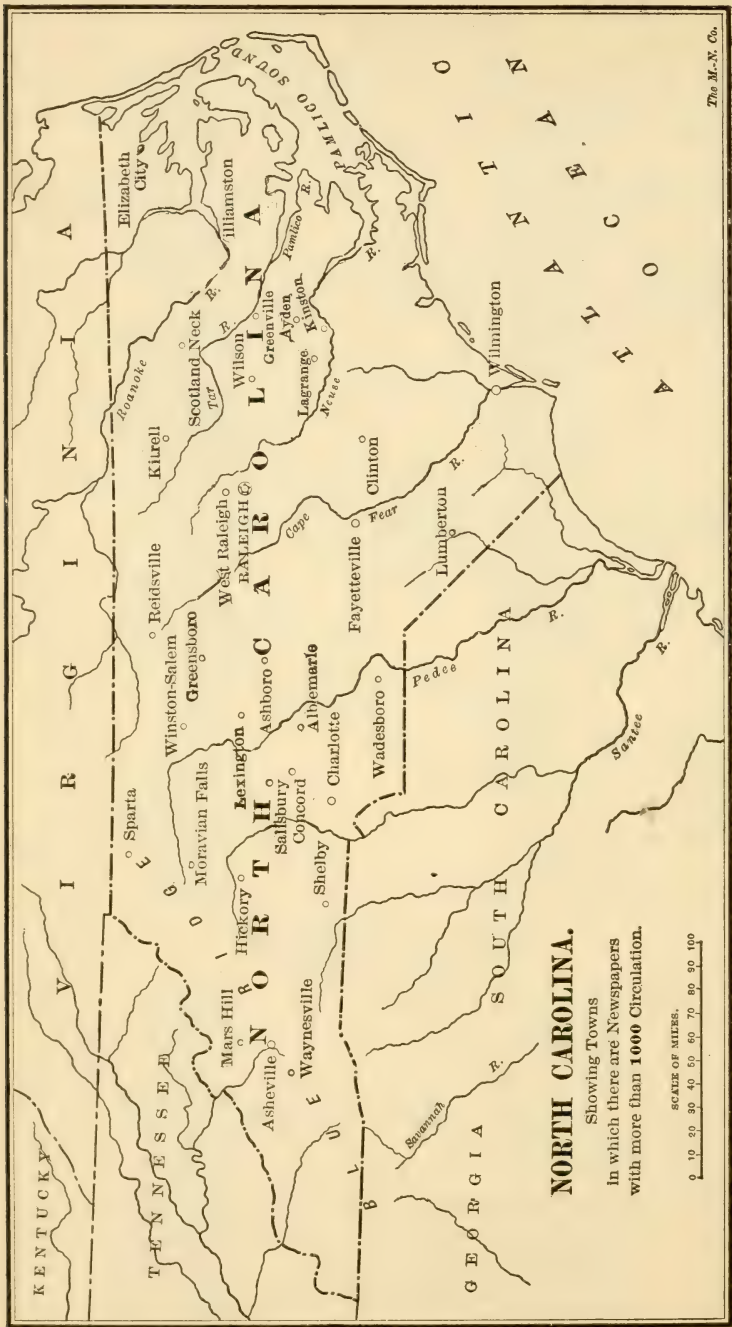 KENTUCKY
VIRGINIA
TENNESSEE
NORTH CAROLINA
BLUE RIDGE
SOUTH CAROLINA
GEORGIA
ATLANTIC
OCEAN
PAMLICO SOUND
Sparta
Mars Hill
Asheville
Waynesville
Hickory
Moravian Falls
Shelby
Winston-Salem
Greensboro
Reidsville
Lexington
Ashboro
Salisbury
Concord
Albiemarle
Charlotte
Wadesboro
West Raleigh
RALEIGH
Kittrell
Scotland Neck
Wilson
Greenville
Ayden
Kinston
Lagrange
Elizabeth
City
illiamston
Fayetteville
Clinton
Lumberton
Wilmington
Roanoke R.
Tar R.
Pamlico R.
Neuse R.
Cape Fear R.
Pedee R.
Santee R.
Savannah R.
NORTH CAROLINA.
Showing Towns
in which there are Newspapers
with more than 1000 Circulation.
SCALE OF MILES.
0 10 20 30 40 50 60 70 80 90 100
The M.-N. Co.